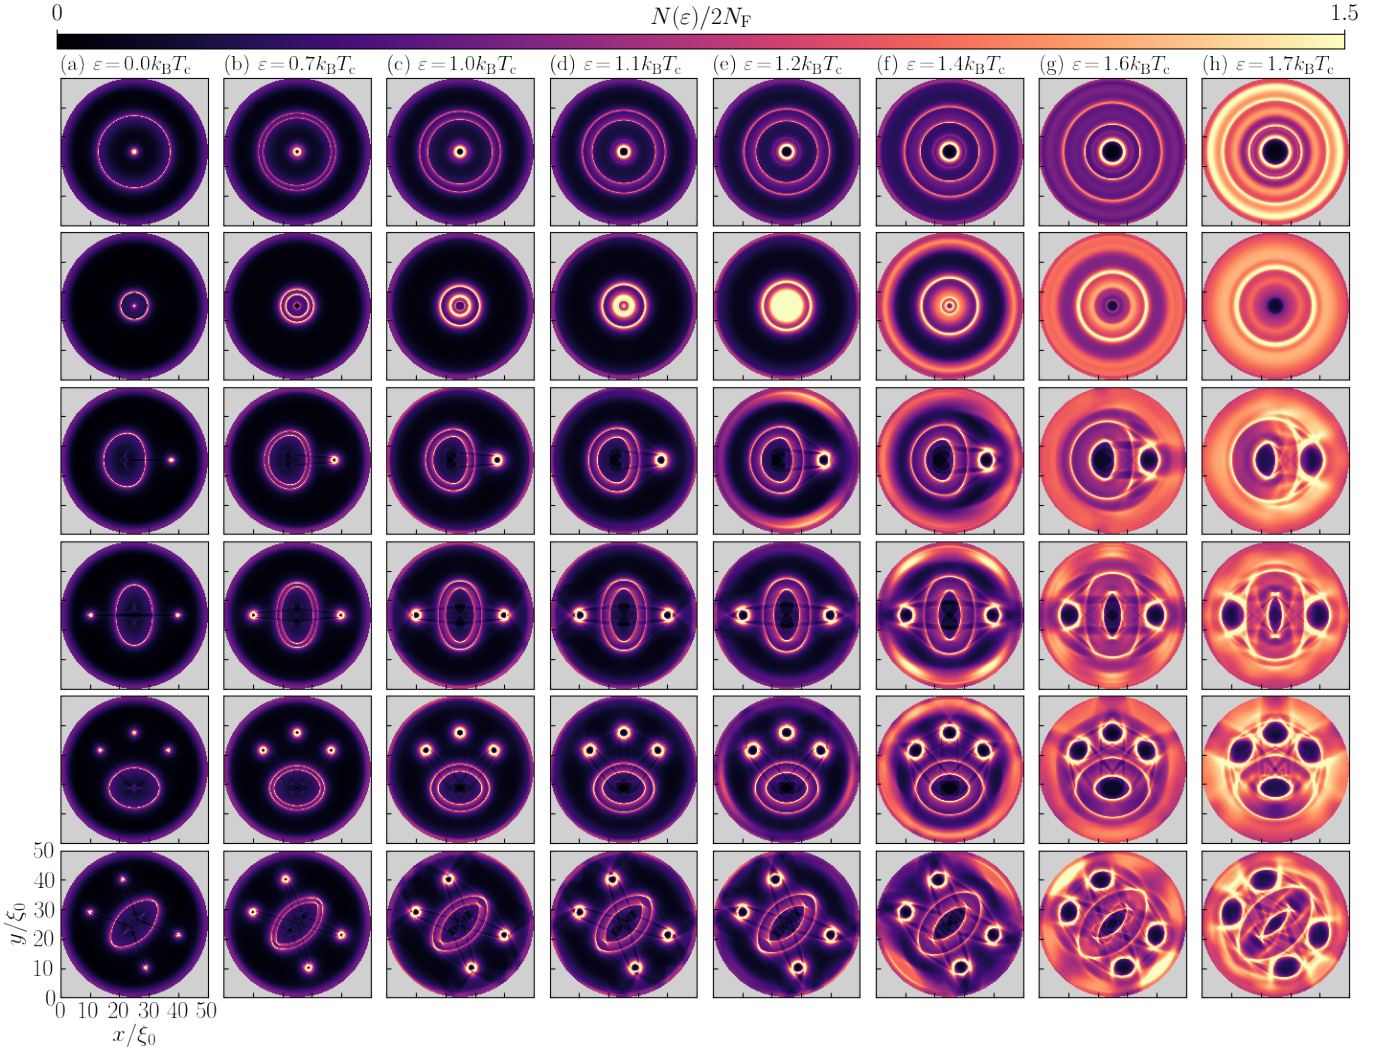 0 N(ε)/2N_F 1.5
(a) ε = 0.0k_BT_c (b) ε = 0.7k_BT_c (c) ε = 1.0k_BT_c (d) ε = 1.1k_BT_c (e) ε = 1.2k_BT_c (f) ε = 1.4k_BT_c (g) ε = 1.6k_BT_c (h) ε = 1.7k_BT_c
50
40
30
20
10
0
y/ξ_0
0 10 20 30 40 50
x/ξ_0